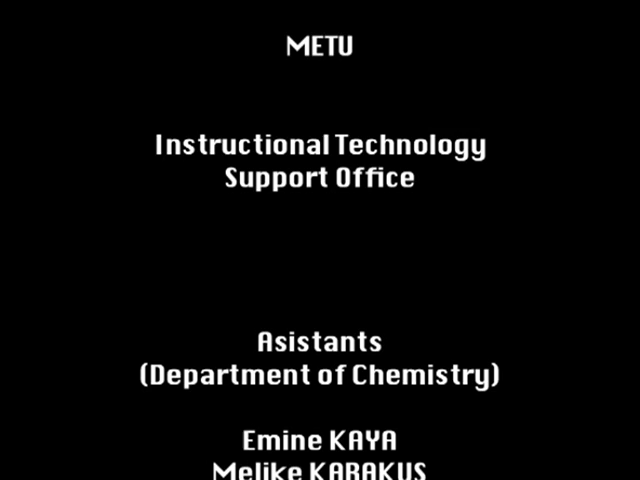 METU
Instructional Technology
Support Office
Asistants
(Department of Chemistry)
Emine KAYA
Melike KARAKUS